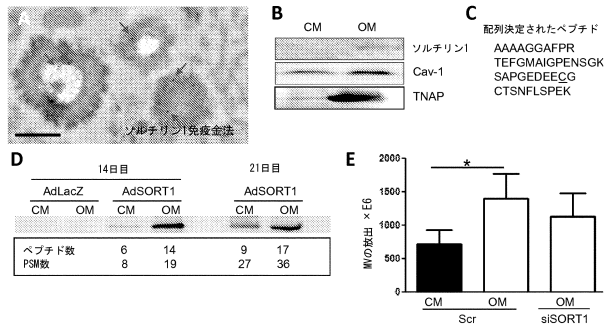 A
ソルチリン1免疫金法
B
CM OM
ソルチリン1
Cav-1
TNAP
C
配列決定されたペプチド
AAAAGGAFPR
TEFGMAIGPENSGK
SAPGEDEECG
CTSNFLSPEK
D
14日目 21日目
AdLacZ AdSORT1 AdSORT1
CM OM CM OM CM OM
ペプチド数 6 14 9 17
PSM数 8 19 27 36
E
MVの放出 ×E6
2000
1500
1000
500
0
*
CM OM OM
Scr siSORT1